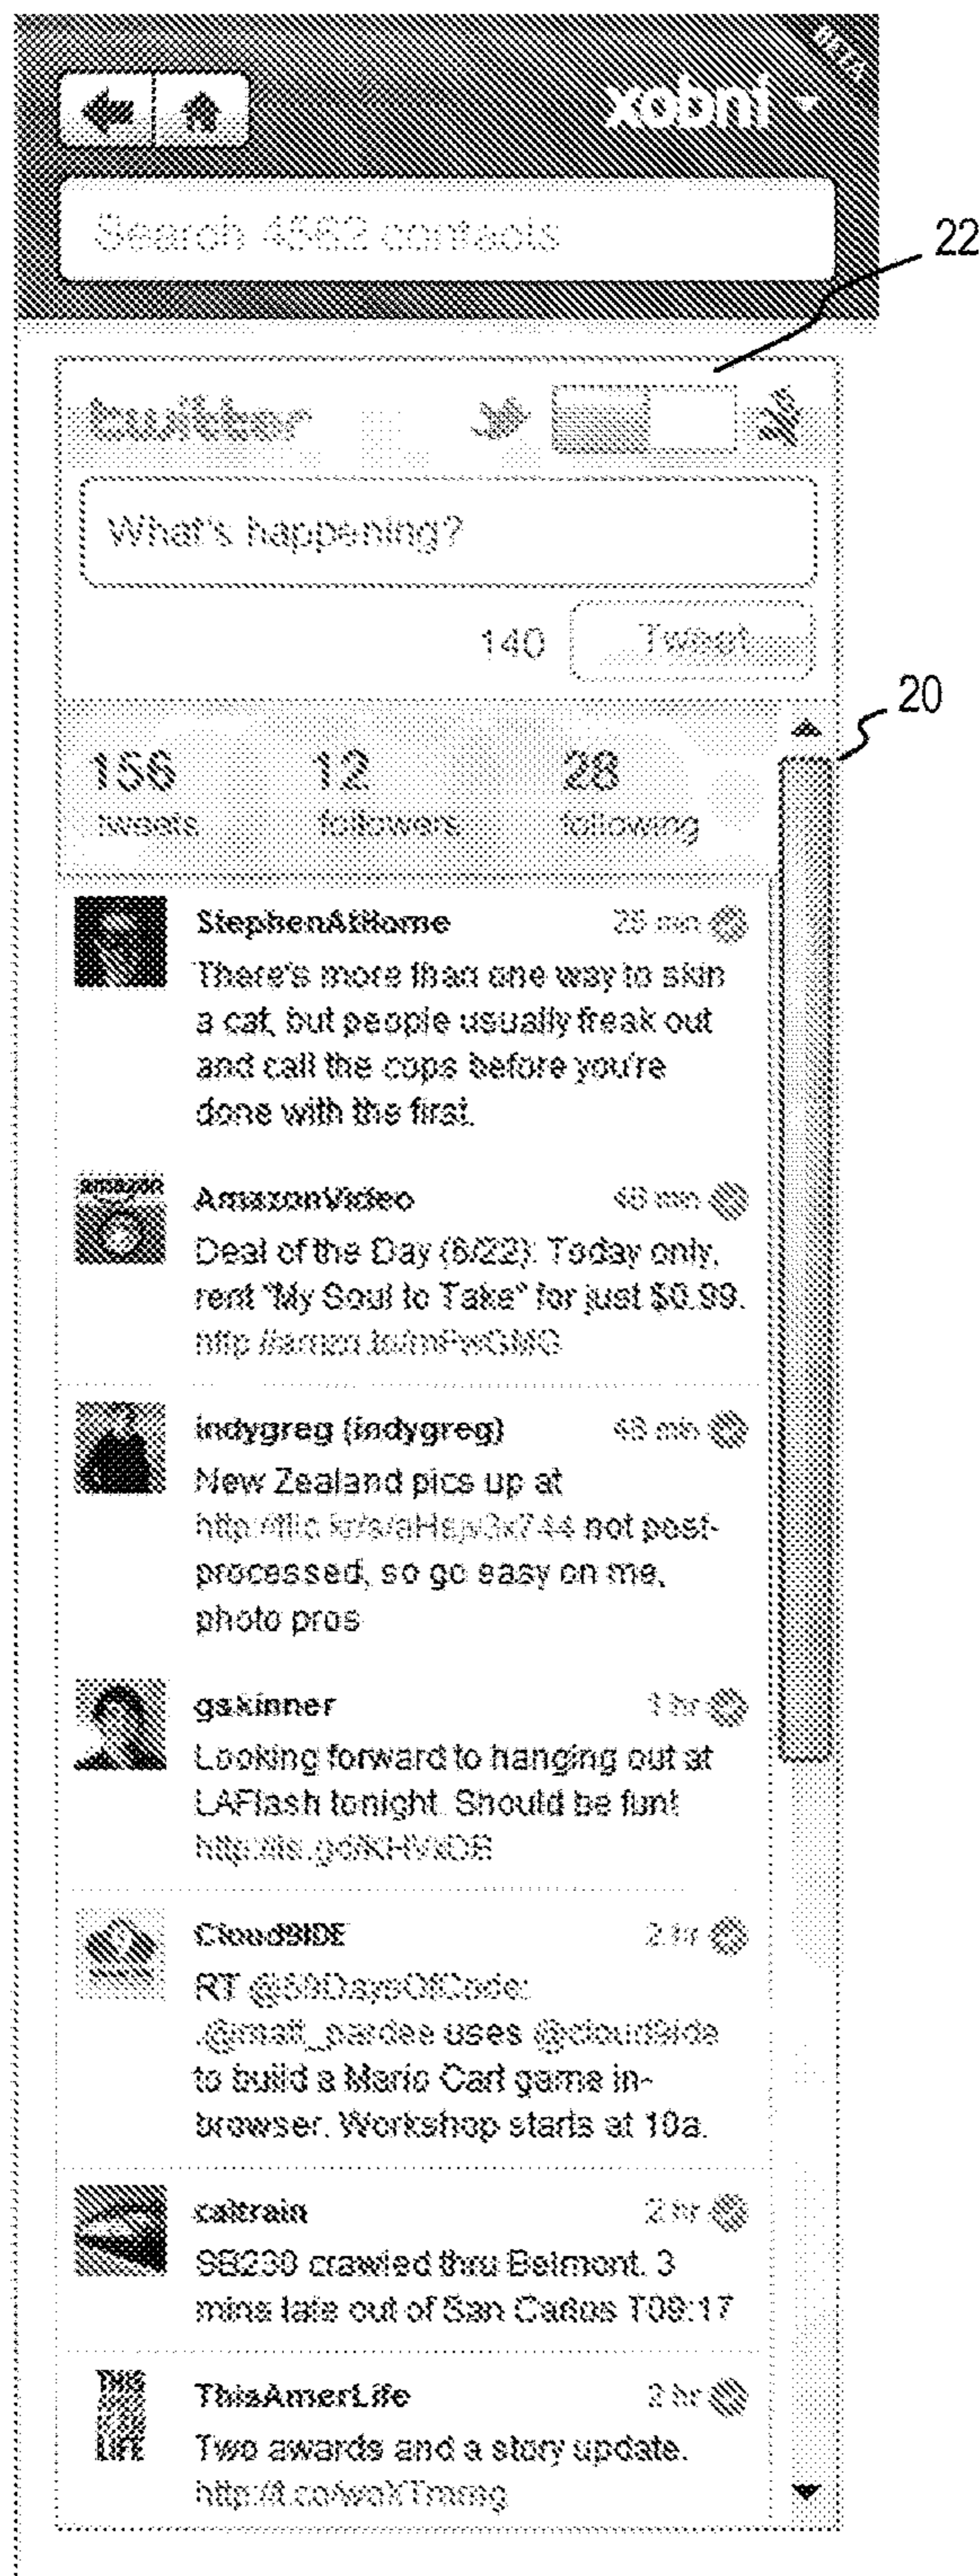 BETA
xobni
Search 4562 contacts
22
twitter
What's happening?
140 Tweet
20
156 12 28
tweets followers following
StephenAtHome 25 min
There's more than one way to skin
a cat, but people usually freak out
and call the cops before you're
done with the first.
amazon
AmazonVideo 46 min
Deal of the Day (6/22): Today only,
rent "My Soul to Take" for just $0.99.
indygreg (indygreg) 48 min
New Zealand pics up at
not post-
processed, so go easy on me,
photo pros
gskinner 1 hr
Looking forward to hanging out at
LAFlash tonight. Should be fun!
Cloud9IDE 2 hr
RT @59DaysOfCode:
.@matt_pardee uses @cloud9ide
to build a Mario Cart game in-
browser. Workshop starts at 10a.
caltrain 2 hr
SB230 crawled thru Belmont. 3
mins late out of San Carlos T09:17
THIS
LIFE
ThisAmerLife 2 hr
Two awards and a story update.